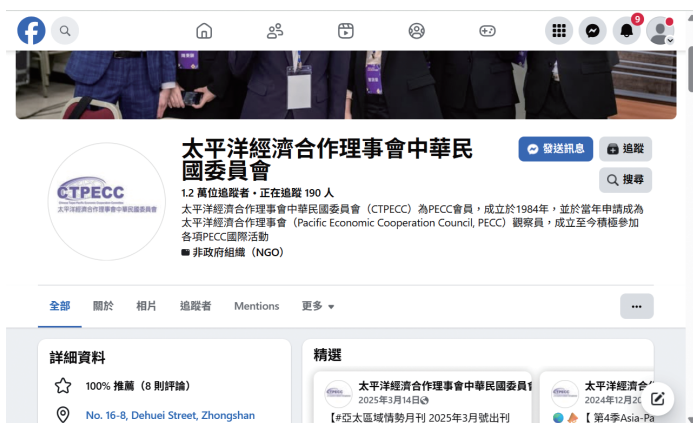 9
太平洋經濟合作理事會中華民
國委員會
發送訊息
追蹤
搜尋
1.2 萬位追蹤者 • 正在追蹤 190 人
太平洋經濟合作理事會中華民國委員會（CTPECC）為PECC會員，成立於1984年，並於當年申請成為
太平洋經濟合作理事會（Pacific Economic Cooperation Council, PECC）觀察員，成立至今積極參加
各項PECC國際活動
非政府組織（NGO）
CTPECC
太平洋經濟合作理事會中華民國委員會
全部 關於 相片 追蹤者 Mentions 更多
詳細資料
100% 推薦（8 則評論）
No. 16-8, Dehuei Street, Zhongshan
精選
太平洋經濟合作理事會中華民國委員
2025年3月14日
【#亞太區域情勢月刊 2025年3月號出刊
太平洋經濟合
2024年12月20
【 第4季Asia-Pa